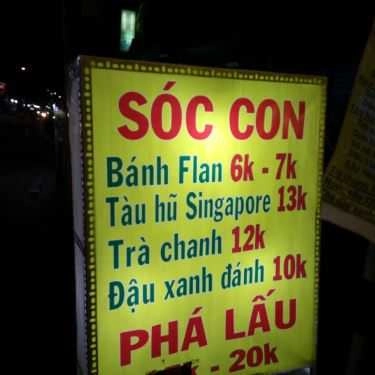 SÓC CON
Bánh Flan 6k - 7k
Tàu hũ Singapore 13k
Trà chanh 12k
Đậu xanh đánh 10k
PHÁ LẤU
- 20k